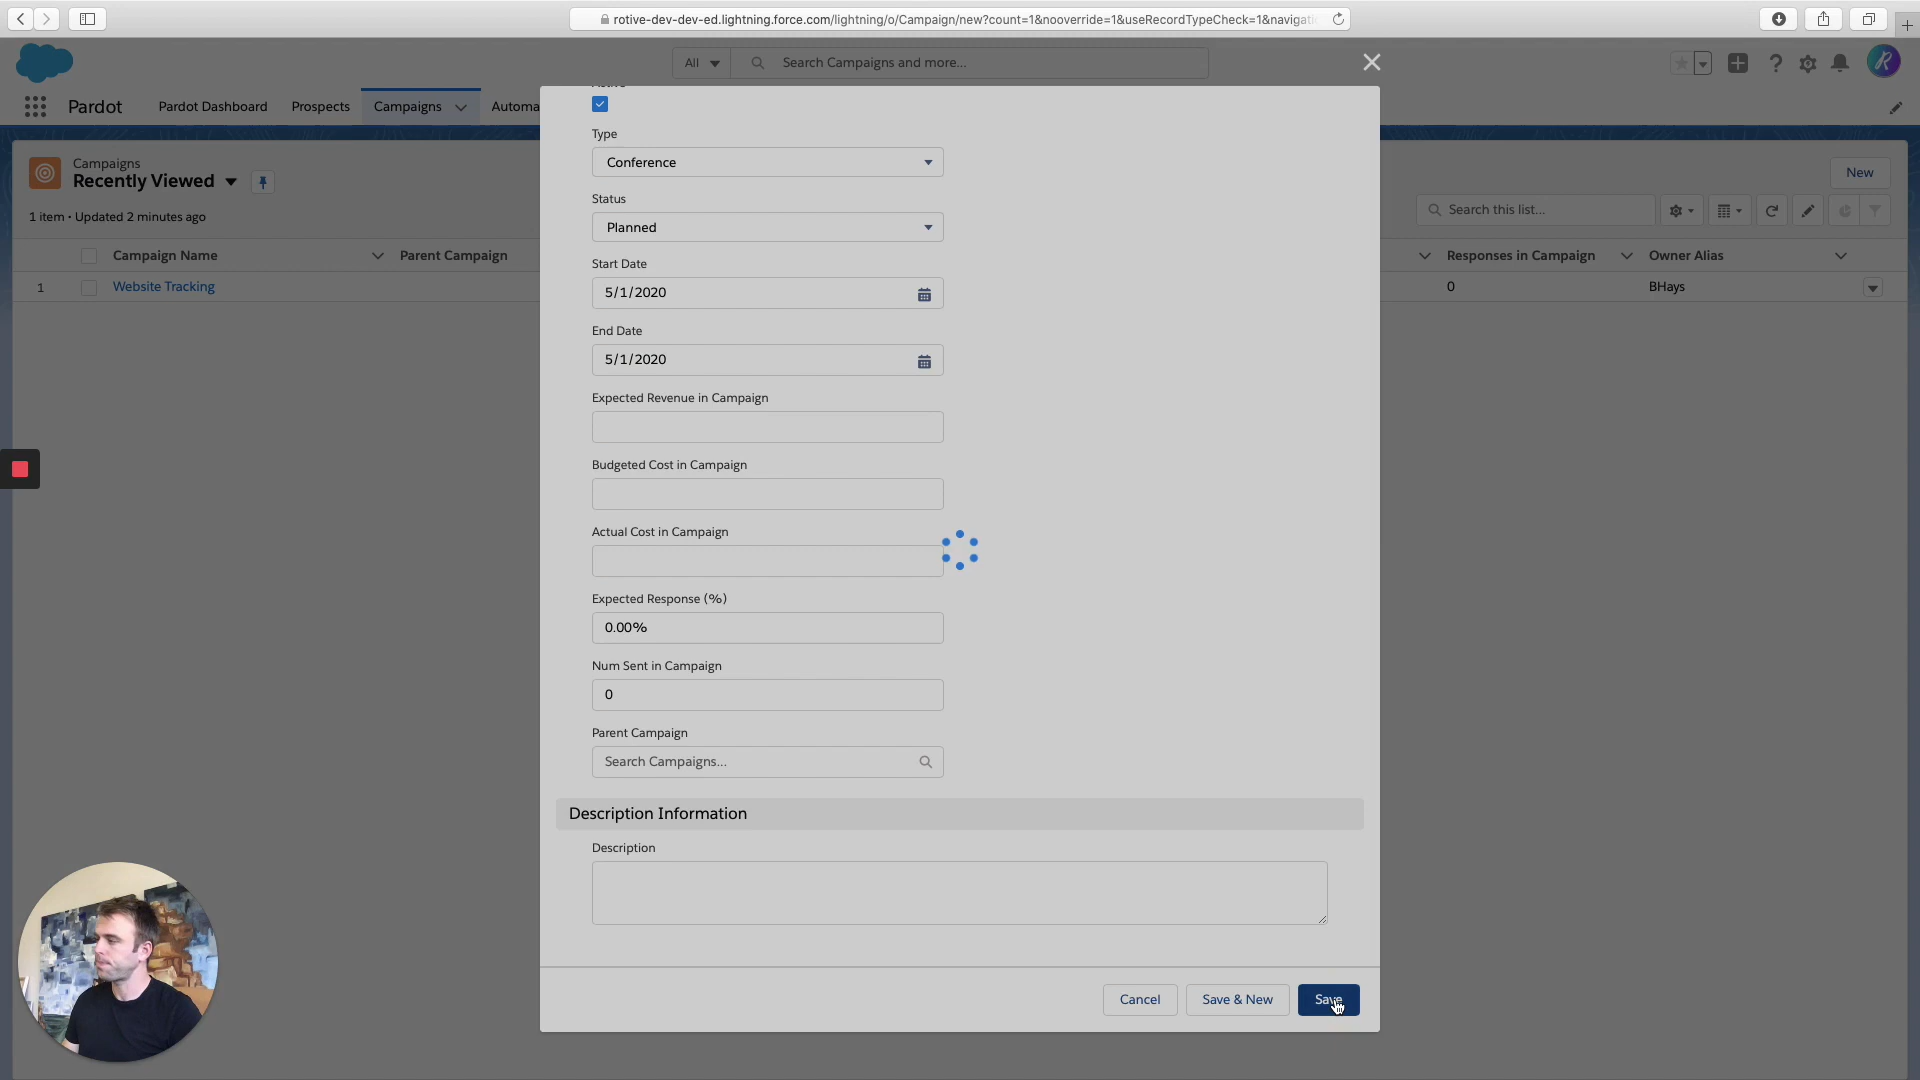 rotive-dev-dev-ed.lightning.force.com/lightning/o/Campaign/new?count=1&nooverride=1&useRecordTypeCheck=1&navigati
All
Search Campaigns and more...
Pardot
Pardot Dashboard
Prospects
Campaigns
Automa
Campaigns
Recently Viewed
New
1 item • Updated 2 minutes ago
Search this list...
Campaign Name
Parent Campaign
Responses in Campaign
Owner Alias
1
Website Tracking
0
BHays
Type
Conference
Status
Planned
Start Date
5/1/2020
End Date
5/1/2020
Expected Revenue in Campaign
Budgeted Cost in Campaign
Actual Cost in Campaign
Expected Response (%)
0.00%
Num Sent in Campaign
0
Parent Campaign
Search Campaigns...
Description Information
Description
Cancel
Save & New
Save